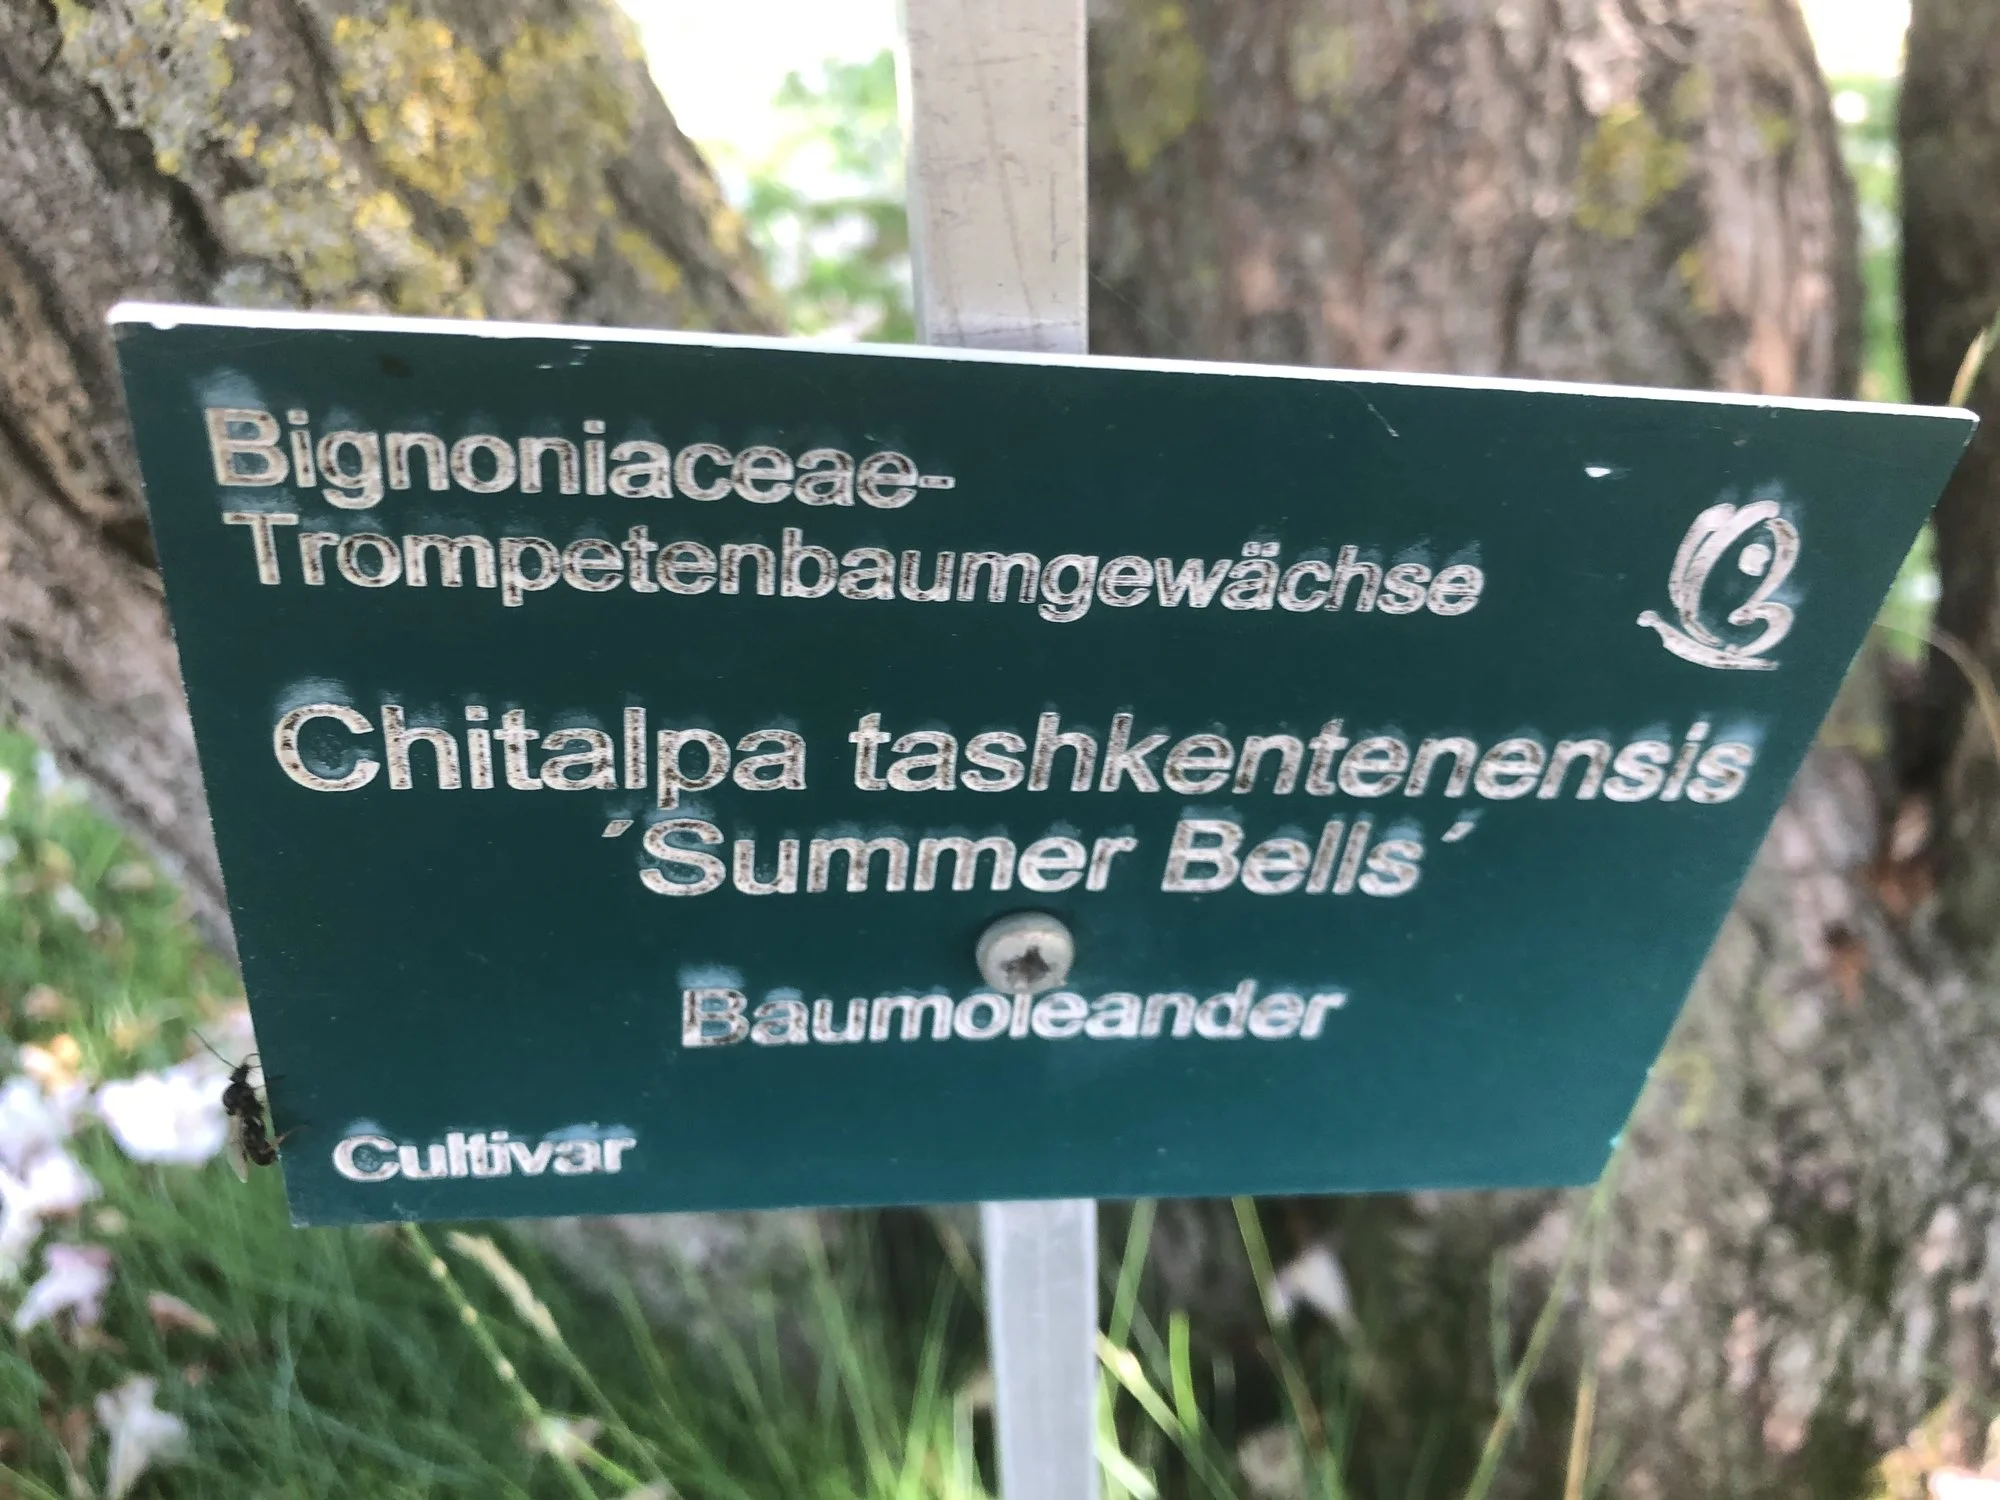 Bignoniaceae-
Trompetenbaumgewächse
Chitalpa tashkentenensis
´Summer Bells´
Baumoleander
Cultivar